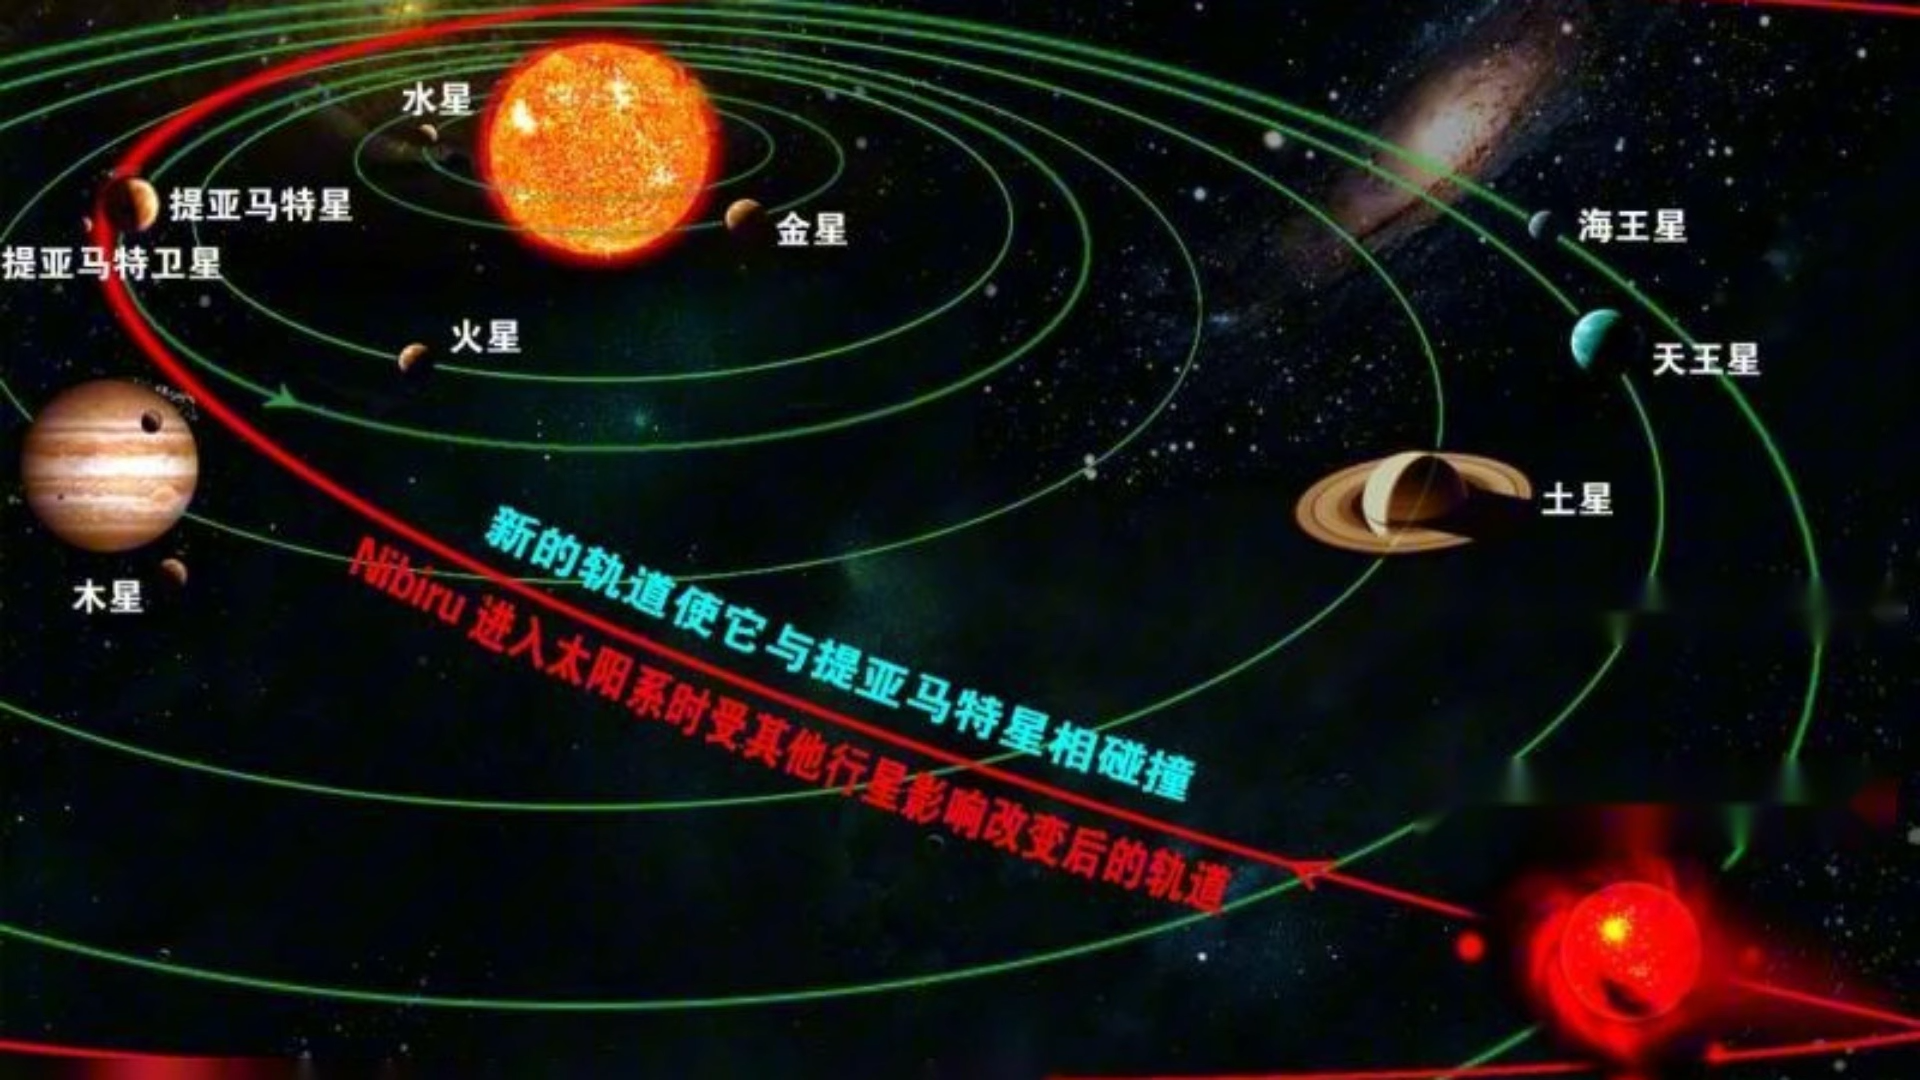 水星
提亚马特星
金星
海王星
提亚马特卫星
火星
天王星
土星
木星
新的轨道使它与提亚马特星相碰撞
Nibiru 进入太阳系时受其他行星影响改变后的轨道